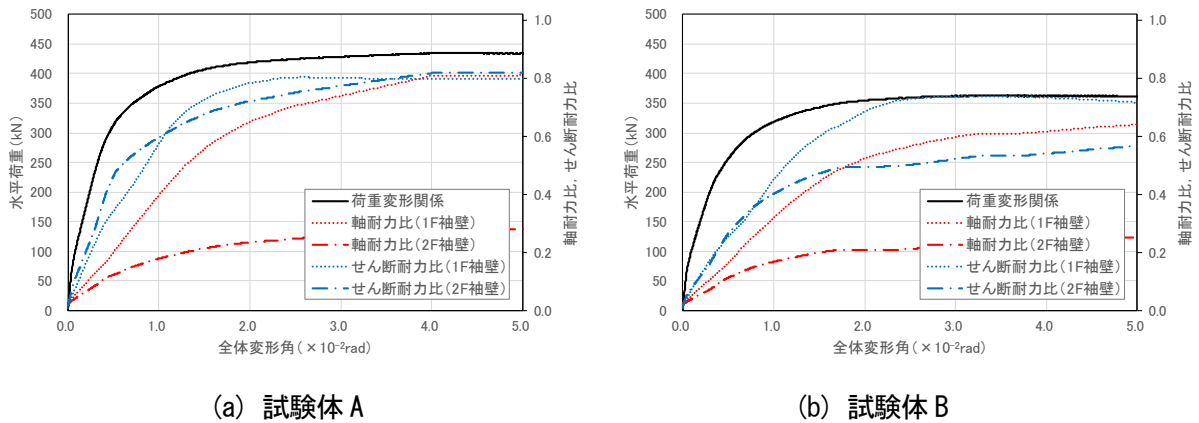 500
450
400
350
300
250
200
150
100
50
0
水平荷重(kN)
1.0
0.8
0.6
0.4
0.2
0.0
軸耐力比, せん断耐力比
荷重変形関係
軸耐力比(1F袖壁)
軸耐力比(2F袖壁)
せん断耐力比(1F袖壁)
せん断耐力比(2F袖壁)
0.0 1.0 2.0 3.0 4.0 5.0
全体変形角(×10⁻²rad)
(a) 試験体 A
500
450
400
350
300
250
200
150
100
50
0
水平荷重(kN)
1.0
0.8
0.6
0.4
0.2
0.0
軸耐力比, せん断耐力比
荷重変形関係
軸耐力比(1F袖壁)
軸耐力比(2F袖壁)
せん断耐力比(1F袖壁)
せん断耐力比(2F袖壁)
0.0 1.0 2.0 3.0 4.0 5.0
全体変形角(×10⁻²rad)
(b) 試験体 B